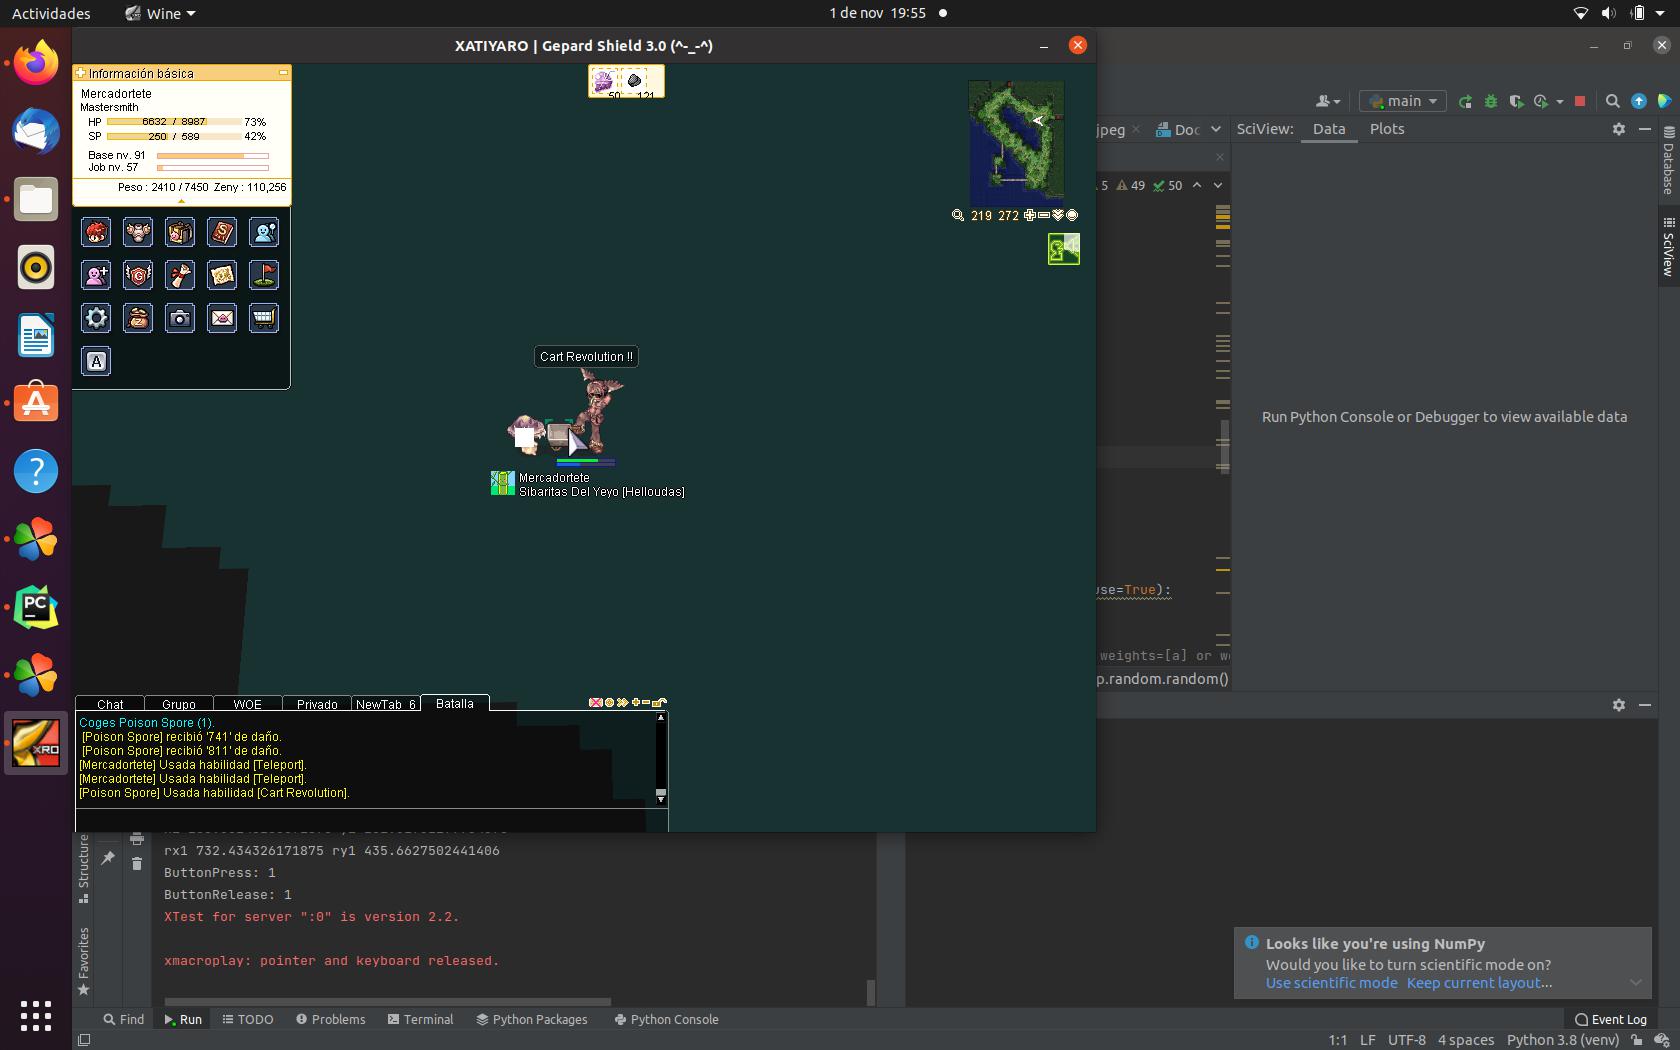 Actividades
Wine
1 de nov 19:55
XATIYARO | Gepard Shield 3.0 (^-_-^)
Información básica
Mercadortete
Mastersmith
HP 6632 / 8987 73%
SP 250 / 589 42%
Base nv. 91
Job nv. 57
Peso : 2410 / 7450 Zeny : 110,256
50 121
219 272
A
Cart Revolution !!
Mercadortete
Sibaritas Del Yeyo [Helloudas]
Chat Grupo WOE Privado NewTab_6 Batalla
Coges Poison Spore (1).
[Poison Spore] recibió '741' de daño.
[Poison Spore] recibió '811' de daño.
[Mercadortete] Usada habilidad [Teleport].
[Mercadortete] Usada habilidad [Teleport].
[Poison Spore] Usada habilidad [Cart Revolution].
main
jpeg
Doc
SciView: Data Plots
5 49 50
Database
SciView
Run Python Console or Debugger to view available data
use=True):
weights=[a] or we
p.random.random()
rx1 732.434326171875 ry1 435.6627502441406
ButtonPress: 1
ButtonRelease: 1
XTest for server ":0" is version 2.2.
xmacroplay: pointer and keyboard released.
Structure
Favorites
Looks like you're using NumPy
Would you like to turn scientific mode on?
Use scientific mode Keep current layout...
Find Run TODO Problems Terminal Python Packages Python Console
Event Log
1:1 LF UTF-8 4 spaces Python 3.8 (venv)
PC
XRO